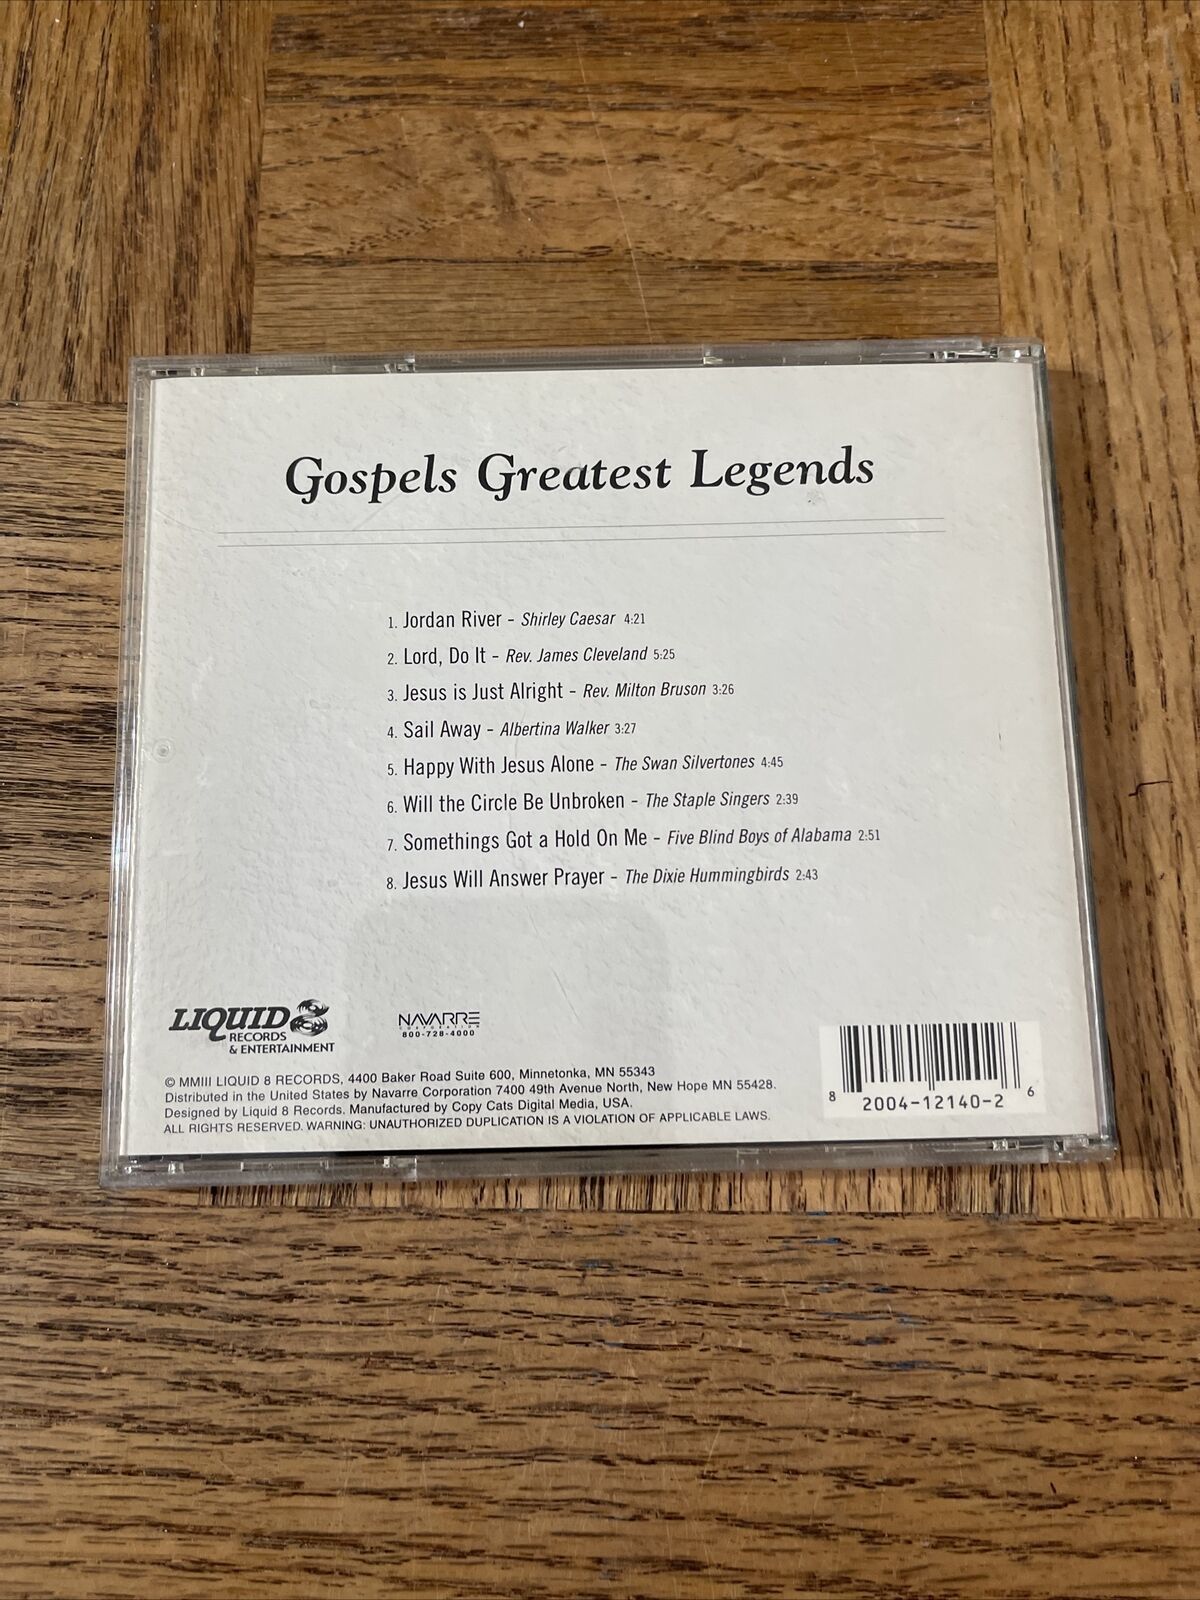 Gospels Greatest Legends
1. Jordan River - Shirley Caesar 4:21
2. Lord, Do It - Rev. James Cleveland 5:25
3. Jesus is Just Alright - Rev. Milton Bruson 3:26
4. Sail Away - Albertina Walker 3:27
5. Happy With Jesus Alone - The Swan Silvertones 4:45
6. Will the Circle Be Unbroken - The Staple Singers 2:39
7. Somethings Got a Hold On Me - Five Blind Boys of Alabama 2:51
8. Jesus Will Answer Prayer - The Dixie Hummingbirds 2:43
LIQUID 8
RECORDS
& ENTERTAINMENT
NAVARRE
CORPORATION
800-728-4000
© MMIII LIQUID 8 RECORDS, 4400 Baker Road Suite 600, Minnetonka, MN 55343
Distributed in the United States by Navarre Corporation 7400 49th Avenue North, New Hope MN 55428.
Designed by Liquid 8 Records. Manufactured by Copy Cats Digital Media, USA.
ALL RIGHTS RESERVED. WARNING: UNAUTHORIZED DUPLICATION IS A VIOLATION OF APPLICABLE LAWS.
8 2004-12140-2 6